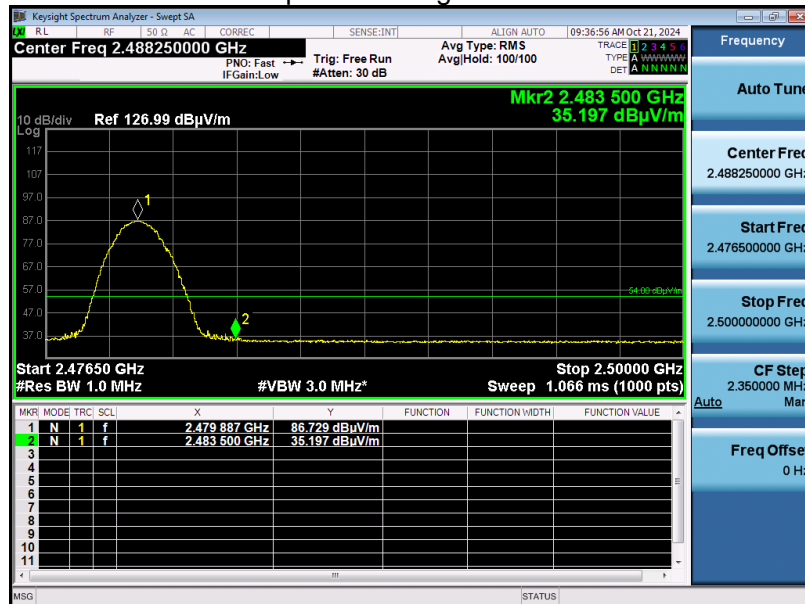 Keysight Spectrum Analyzer - Swept SA
LXI RL RF 50 Ω AC CORREC SENSE:INT ALIGN AUTO 09:36:56 AM Oct 21, 2024
Center Freq 2.488250000 GHz
PNO: Fast
IFGain:Low
Trig: Free Run
#Atten: 30 dB
Avg Type: RMS
Avg|Hold: 100/100
TRACE 1 2 3 4 5 6
TYPE A WWWWW
DET A N N N N N
Mkr2 2.483 500 GHz
35.197 dBµV/m
10 dB/div Ref 126.99 dBµV/m
Log
117
107
97.0
87.0
77.0
67.0
57.0
47.0
37.0
1
2
54.00 dBµV/m
Start 2.47650 GHz Stop 2.50000 GHz
#Res BW 1.0 MHz #VBW 3.0 MHz* Sweep 1.066 ms (1000 pts)
MKR MODE TRC SCL X Y FUNCTION FUNCTION WIDTH FUNCTION VALUE
1 N 1 f 2.479 887 GHz 86.729 dBµV/m
2 N 1 f 2.483 500 GHz 35.197 dBµV/m
3
4
5
6
7
8
9
10
11
MSG STATUS
Frequency
Auto Tune
Center Freq
2.488250000 GHz
Start Freq
2.476500000 GHz
Stop Freq
2.500000000 GHz
CF Step
2.350000 MHz
Auto Man
Freq Offset
0 Hz